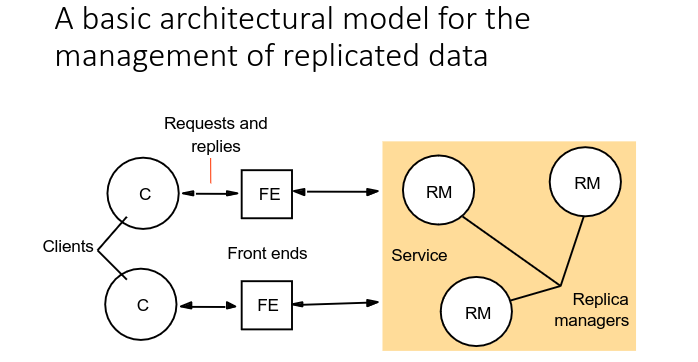 A basic architectural model for the
management of replicated data
Requests and
replies
C
FE
RM
RM
Clients
Front ends
Service
C
FE
RM
Replica
managers